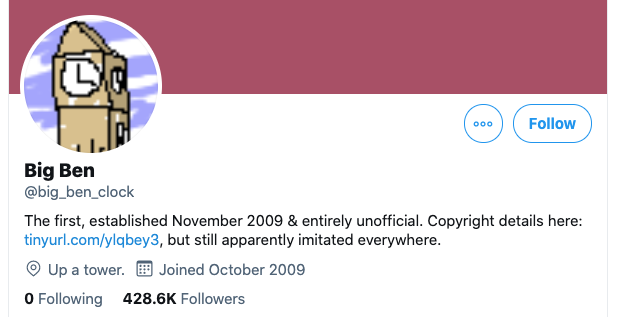 Follow
Big Ben
@big_ben_clock
The first, established November 2009 & entirely unofficial. Copyright details here:
tinyurl.com/ylqbey3, but still apparently imitated everywhere.
Up a tower. Joined October 2009
0 Following 428.6K Followers